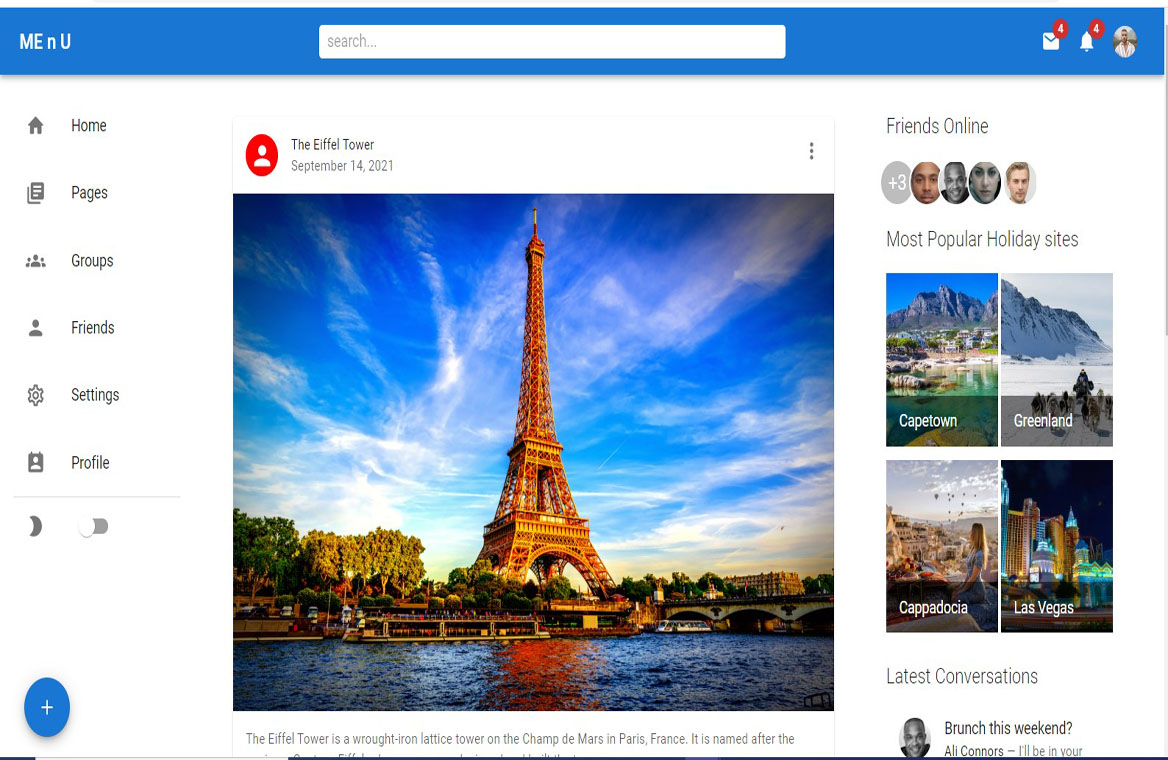 ME n U
search...
4
4
Home
Pages
Groups
Friends
Settings
Profile
+
The Eiffel Tower
September 14, 2021
The Eiffel Tower is a wrought-iron lattice tower on the Champ de Mars in Paris, France. It is named after the
Friends Online
+3
Most Popular Holiday sites
Capetown
Greenland
Cappadocia
Las Vegas
Latest Conversations
Brunch this weekend?
Ali Connors — I'll be in your